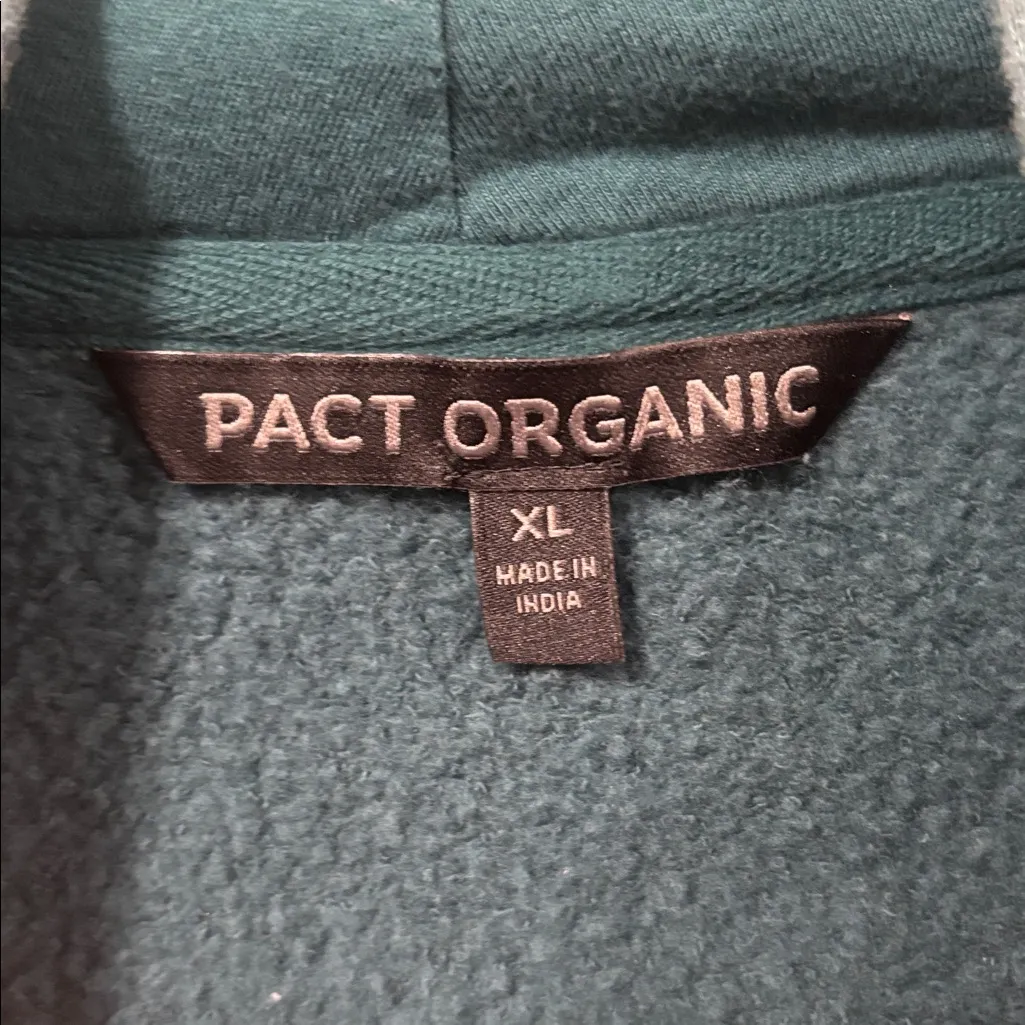 PACT ORGANIC
XL
MADE IN
INDIA